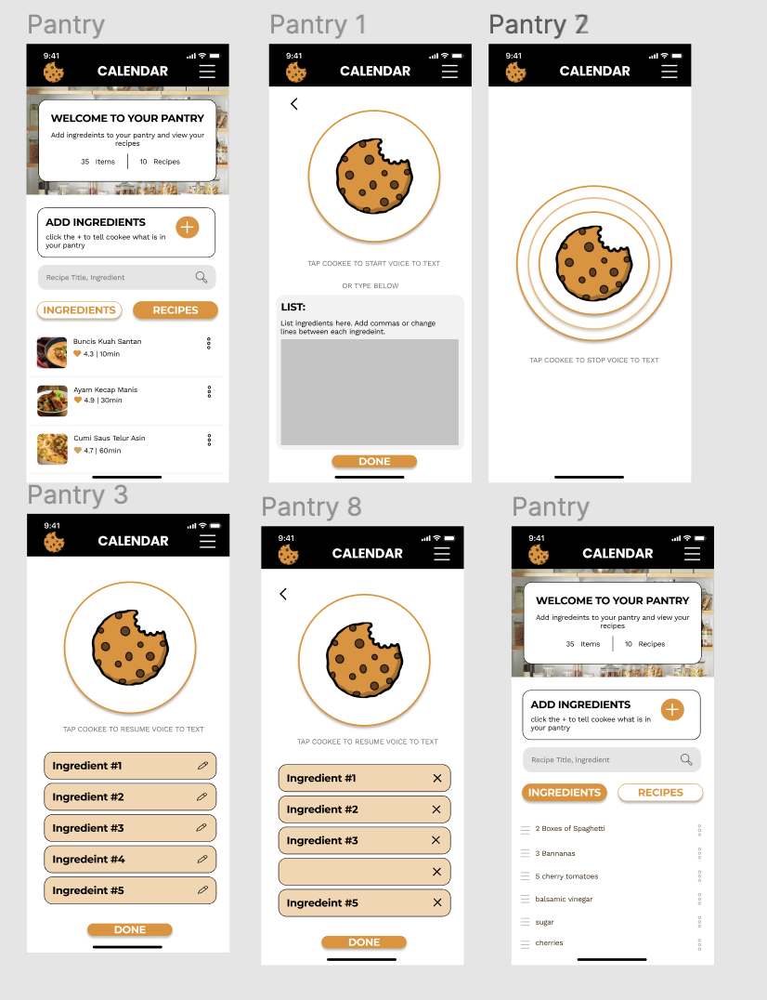 Pantry
9:41
CALENDAR
WELCOME TO YOUR PANTRY
Add ingredeints to your pantry and view your
recipes
35 Items
10 Recipes
ADD INGREDIENTS
click the + to tell cookee what is in
your pantry
Recipe Title, Ingredient
INGREDIENTS
RECIPES
Buncis Kuah Santan
4.3 | 10min
Ayam Kecap Manis
4.9 | 30min
Cumi Saus Telur Asin
4.7 | 60min
Pantry 1
9:41
CALENDAR
TAP COOKEE TO START VOICE TO TEXT
OR TYPE BELOW
LIST:
List ingredients here. Add commas or change
lines between each ingredeint.
DONE
Pantry 2
9:41
CALENDAR
TAP COOKEE TO STOP VOICE TO TEXT
Pantry 3
9:41
CALENDAR
TAP COOKEE TO RESUME VOICE TO TEXT
Ingredient #1
Ingredient #2
Ingredient #3
Ingredeint #4
Ingredeint #5
DONE
Pantry 8
9:41
CALENDAR
TAP COOKEE TO RESUME VOICE TO TEXT
Ingredient #1
Ingredient #2
Ingredient #3
Ingredeint #5
DONE
Pantry
9:41
CALENDAR
WELCOME TO YOUR PANTRY
Add ingredeints to your pantry and view your
recipes
35 Items
10 Recipes
ADD INGREDIENTS
click the + to tell cookee what is in
your pantry
Recipe Title, Ingredient
INGREDIENTS
RECIPES
2 Boxes of Spaghetti
3 Bannanas
5 cherry tomatoes
balsamic vinegar
sugar
cherries